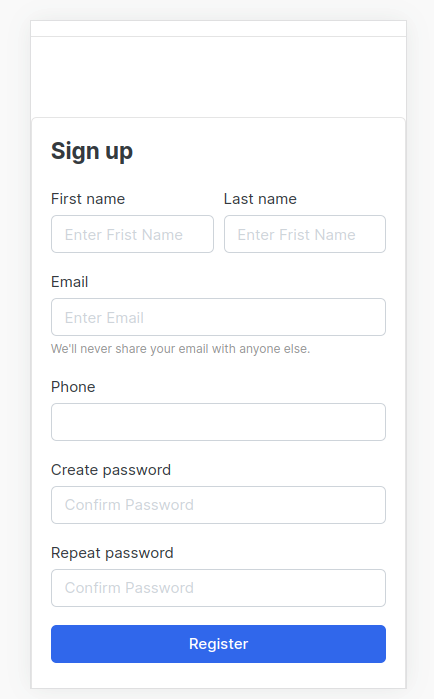 Sign up
First name Last name
Enter Frist Name Enter Frist Name
Email
Enter Email
We'll never share your email with anyone else.
Phone
Create password
Confirm Password
Repeat password
Confirm Password
Register